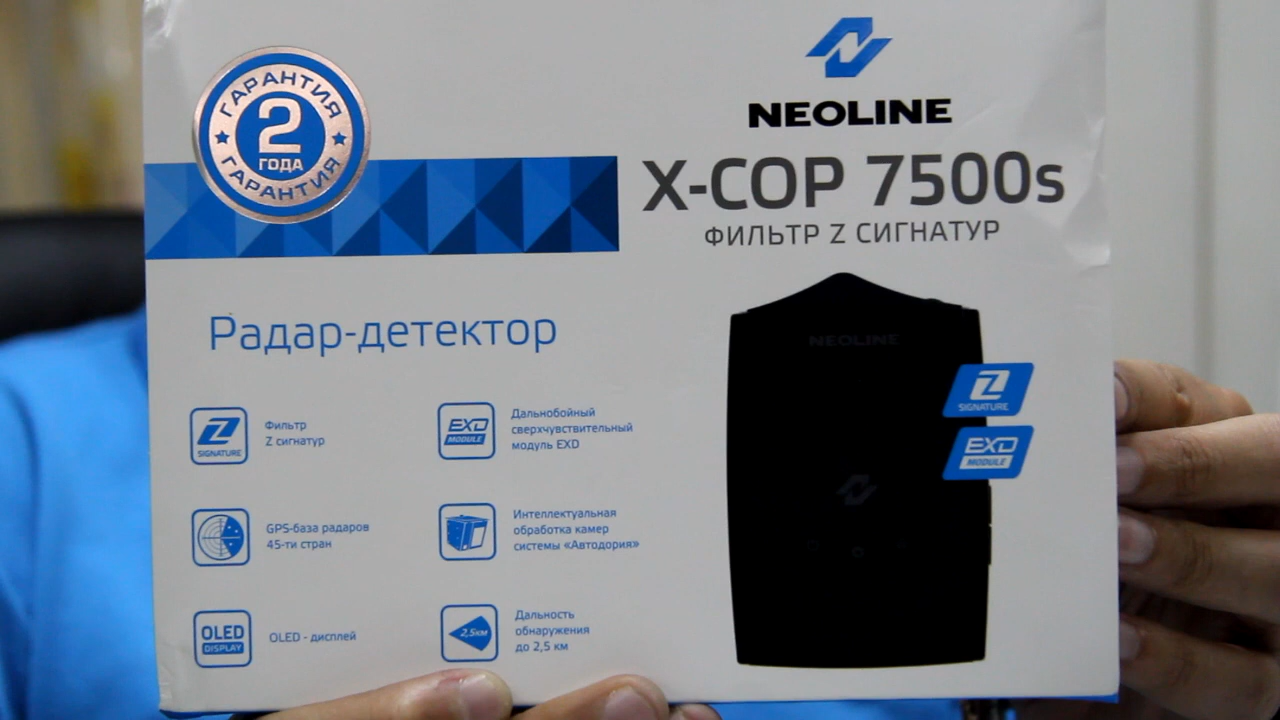 ГАРАНТИЯ
2
ГОДА
ГАРАНТИЯ
NEOLINE
X-COP 7500s
ФИЛЬТР Z СИГНАТУР
Радар-детектор
Z
SIGNATURE
Фильтр
Z сигнатур
EXD
MODULE
Дальнобойный
сверхчувствительный
модуль EXD
GPS-база радаров
45-ти стран
Интеллектуальная
обработка камер
системы «Автодория»
OLED
DISPLAY
OLED - дисплей
2,5км
Дальность
обнаружения
до 2,5 км
NEOLINE
Z
SIGNATURE
EXD
MODULE